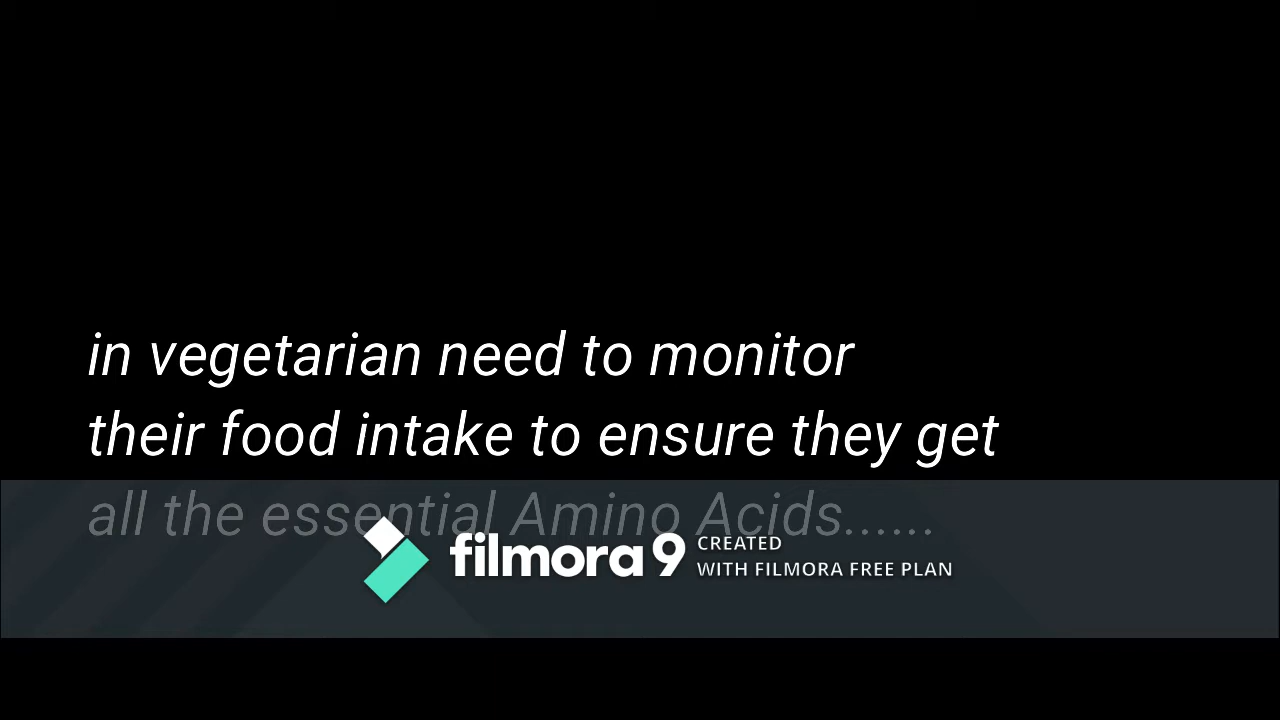 in vegetarian need to monitor
their food intake to ensure they get
all the essential Amino Acids......
filmora 9 CREATED
WITH FILMORA FREE PLAN